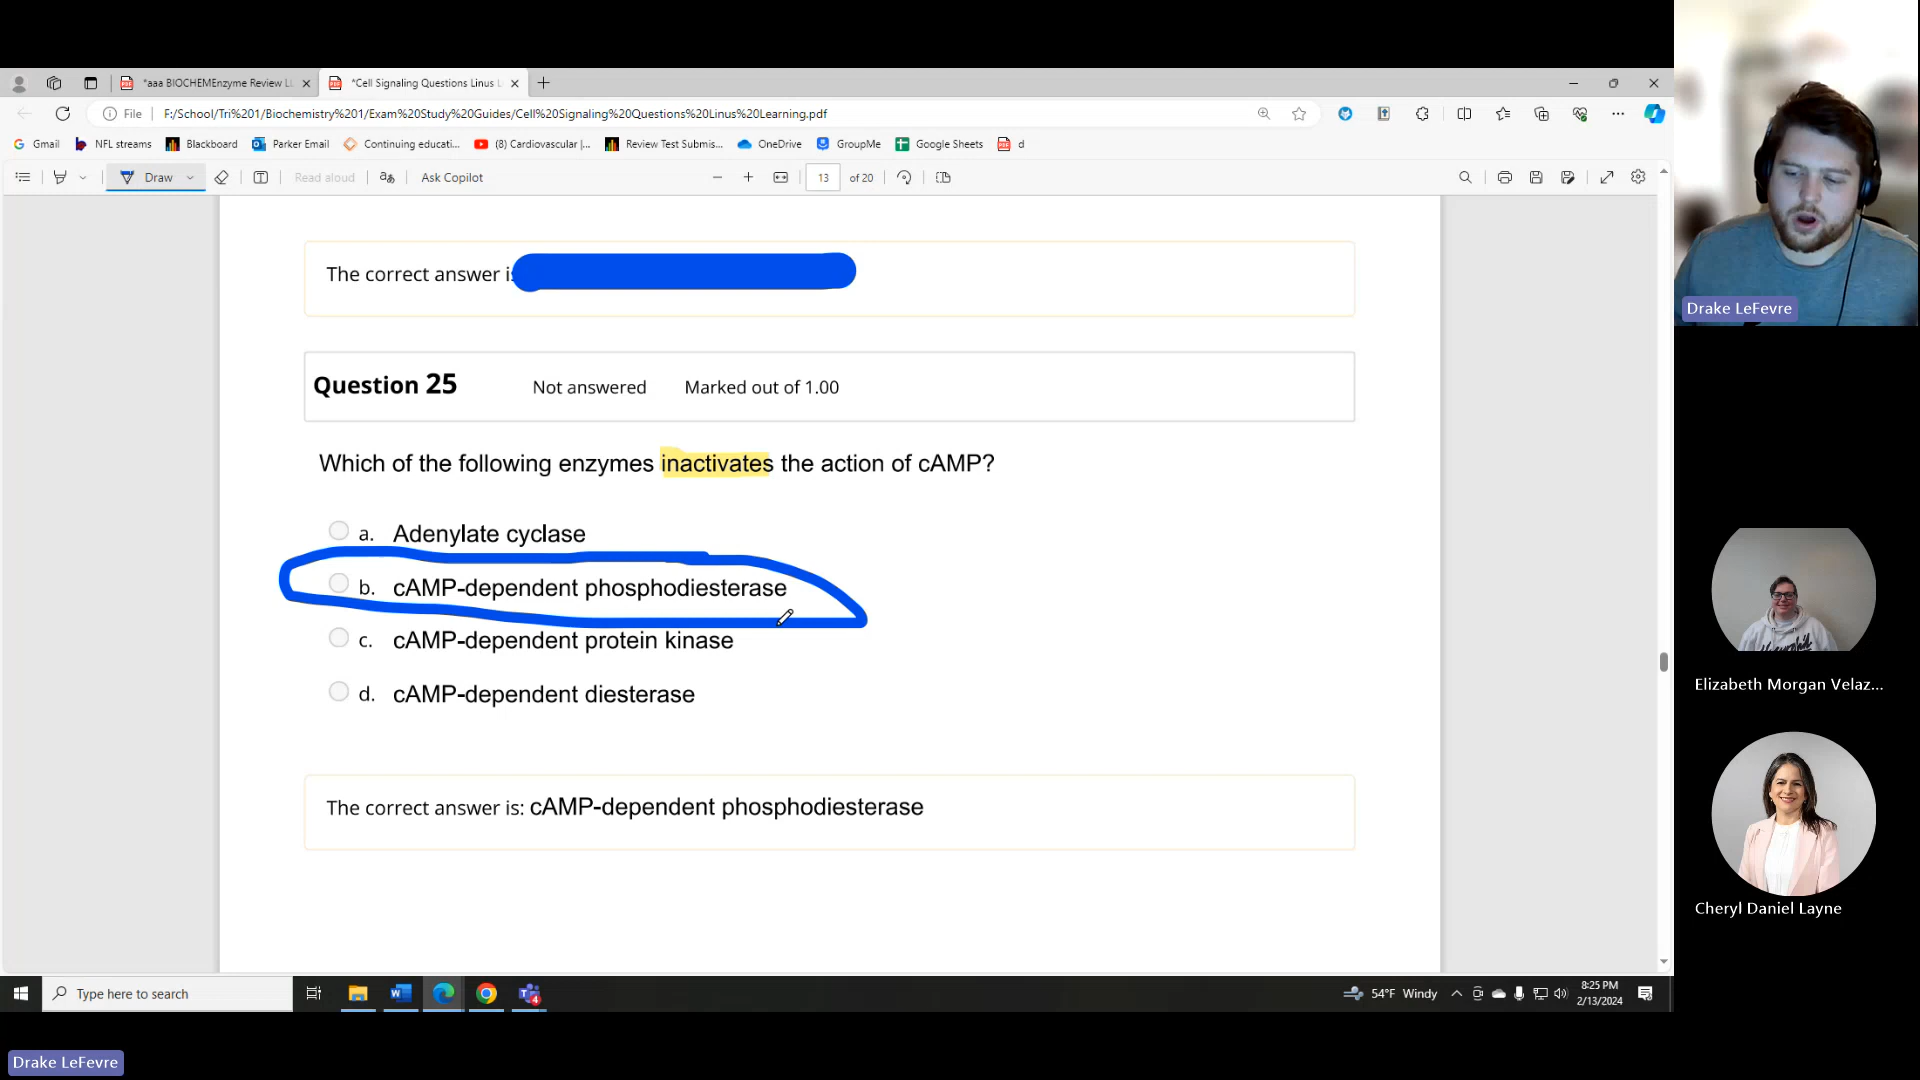 *aaa BIOCHEMEnzyme Review Li
*Cell Signaling Questions Linus L
File
F:/School/Tri%201/Biochemistry%201/Exam%20Study%20Guides/Cell%20Signaling%20Questions%20Linus%20Learning.pdf
Gmail
NFL streams
Blackboard
Parker Email
Continuing educati...
(8) Cardiovascular |...
Review Test Submis...
OneDrive
GroupMe
Google Sheets
d
Draw
Read aloud
Ask Copilot
13 of 20
The correct answer is
Question 25
Not answered
Marked out of 1.00
Which of the following enzymes inactivates the action of cAMP?
a. Adenylate cyclase
b. cAMP-dependent phosphodiesterase
c. cAMP-dependent protein kinase
d. cAMP-dependent diesterase
The correct answer is: cAMP-dependent phosphodiesterase
Type here to search
54°F Windy
8:25 PM
2/13/2024
Drake LeFevre
Elizabeth Morgan Velaz...
Cheryl Daniel Layne
Drake LeFevre